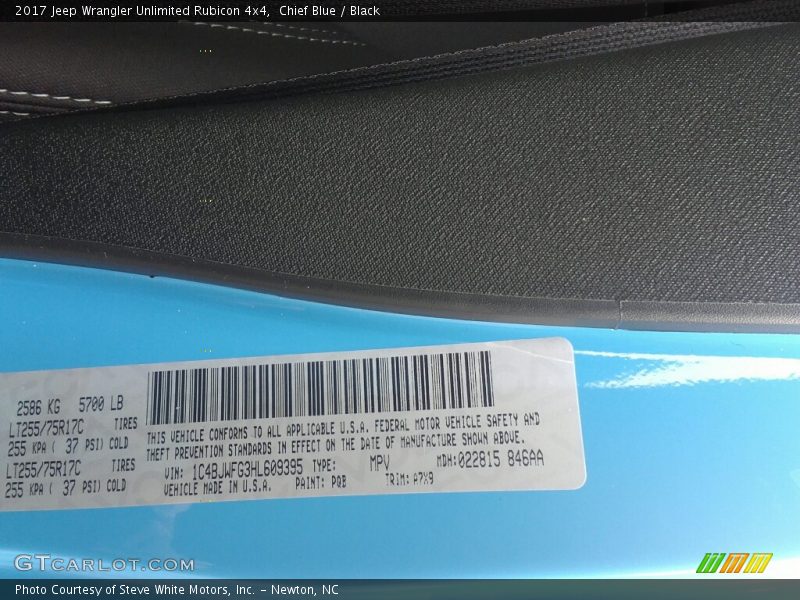 2017 Jeep Wrangler Unlimited Rubicon 4x4, Chief Blue / Black
2586 KG 5700 LB
LT255/75R17C TIRES
255 KPA ( 37 PSI) COLD
LT255/75R17C TIRES
255 KPA ( 37 PSI) COLD
THIS VEHICLE CONFORMS TO ALL APPLICABLE U.S.A. FEDERAL MOTOR VEHICLE SAFETY AND
THEFT PREVENTION STANDARDS IN EFFECT ON THE DATE OF MANUFACTURE SHOWN ABOVE.
VIN: 1C4BJWFG3HL609395 TYPE: MPV MDH:022815 846AA
VEHICLE MADE IN U.S.A. PAINT: PQB TRIM: A7X9
GTCARLOT.COM
Photo Courtesy of Steve White Motors, Inc. – Newton, NC